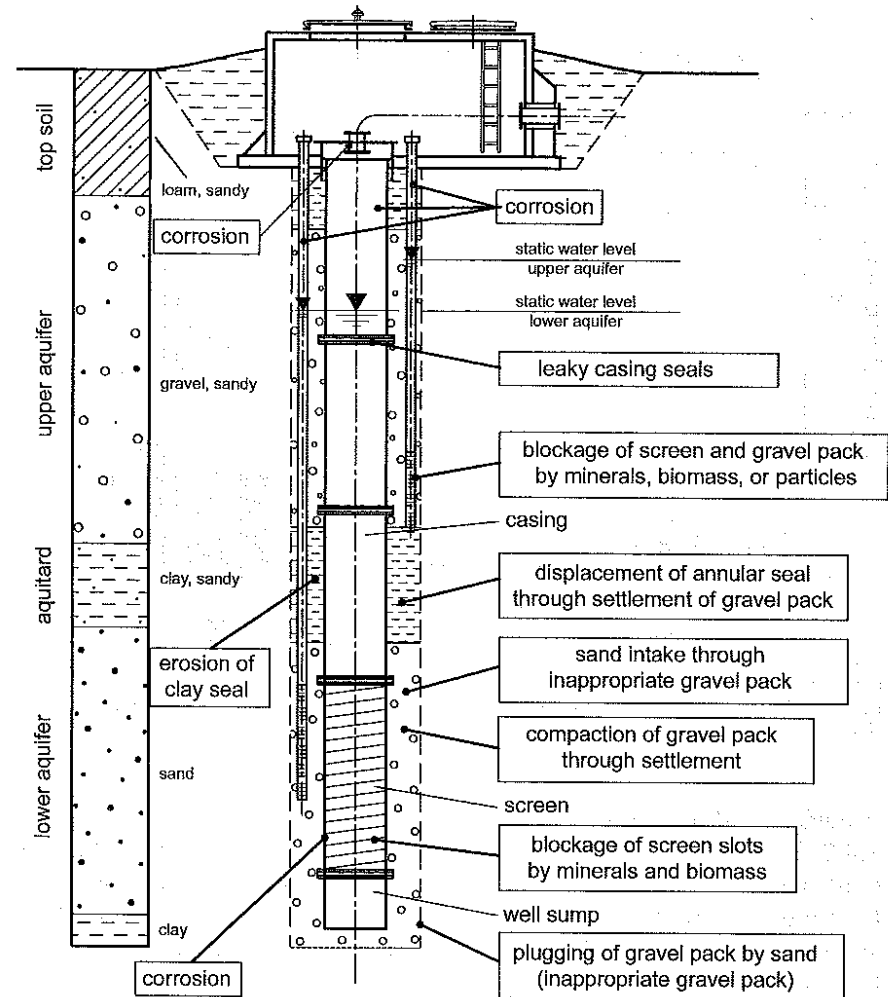 top soil
upper aquifer
aquitard
lower aquifer
loam, sandy
gravel, sandy
clay, sandy
sand
clay
corrosion
corrosion
static water level
upper aquifer
static water level
lower aquifer
leaky casing seals
blockage of screen and gravel pack
by minerals, biomass, or particles
casing
displacement of annular seal
through settlement of gravel pack
erosion of
clay seal
sand intake through
inappropriate gravel pack
compaction of gravel pack
through settlement
screen
blockage of screen slots
by minerals and biomass
well sump
plugging of gravel pack by sand
(inappropriate gravel pack)
corrosion